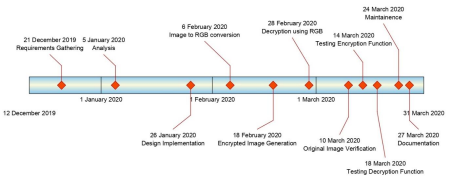 24 March 2020
Maintainence
6 February 2020
Image to RGB conversion
28 February 2020
Decryption using RGB
14 March 2020
Testing Encryption Function
21 December 2019
Requirements Gathering
5 January 2020
Analysis
12 December 2019
1 January 2020
1 February 2020
1 March 2020
31 March 2020
26 January 2020
Design Implementation
18 February 2020
Encrypted Image Generation
10 March 2020
Original Image Verification
27 March 2020
Documentation
18 March 2020
Testing Decryption Function